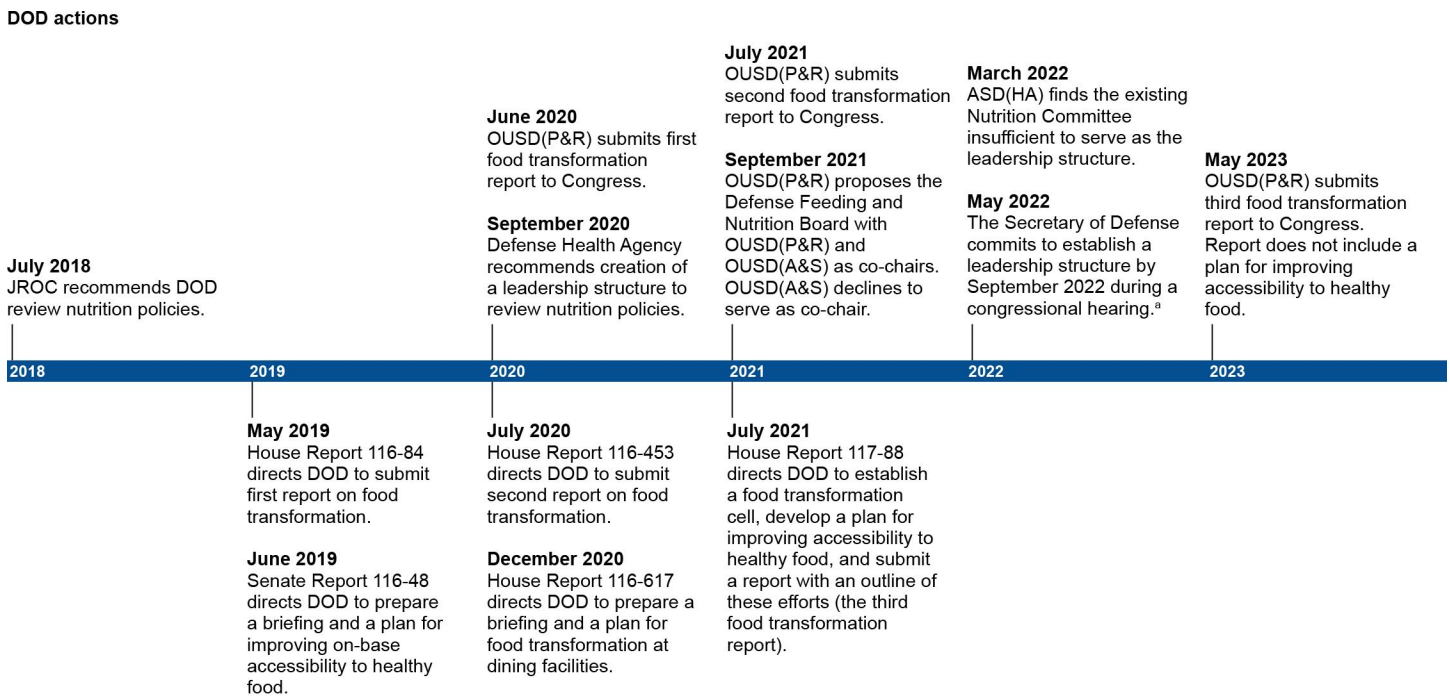 DOD actions
July 2018
JROC recommends DOD
review nutrition policies.
June 2020
OUSD(P&R) submits first
food transformation
report to Congress.
September 2020
Defense Health Agency
recommends creation of
a leadership structure to
review nutrition policies.
July 2021
OUSD(P&R) submits
second food transformation
report to Congress.
September 2021
OUSD(P&R) proposes the
Defense Feeding and
Nutrition Board with
OUSD(P&R) and
OUSD(A&S) as co-chairs.
OUSD(A&S) declines to
serve as co-chair.
March 2022
ASD(HA) finds the existing
Nutrition Committee
insufficient to serve as the
leadership structure.
May 2022
The Secretary of Defense
commits to establish a
leadership structure by
September 2022 during a
congressional hearing.ª
May 2023
OUSD(P&R) submits
third food transformation
report to Congress.
Report does not include a
plan for improving
accessibility to healthy
food.
2018 2019 2020 2021 2022 2023
May 2019
House Report 116-84
directs DOD to submit
first report on food
transformation.
June 2019
Senate Report 116-48
directs DOD to prepare
a briefing and a plan for
improving on-base
accessibility to healthy
food.
July 2020
House Report 116-453
directs DOD to submit
second report on food
transformation.
December 2020
House Report 116-617
directs DOD to prepare a
briefing and a plan for
food transformation at
dining facilities.
July 2021
House Report 117-88
directs DOD to establish
a food transformation
cell, develop a plan for
improving accessibility to
healthy food, and submit
a report with an outline of
these efforts (the third
food transformation
report).